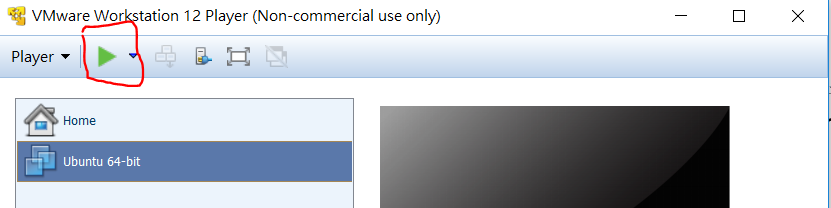 VMware Workstation 12 Player (Non-commercial use only)
Player
Home
Ubuntu 64-bit